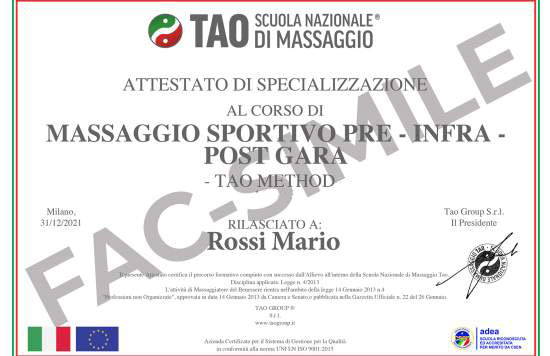 TAO SCUOLA NAZIONALE®
DI MASSAGGIO
ATTESTATO DI SPECIALIZZAZIONE
AL CORSO DI
MASSAGGIO SPORTIVO PRE - INFRA -
POST GARA
- TAO METHOD
FAC-SIMILE
Milano,
31/12/2021
RILASCIATO A:
Rossi Mario
Tao Group S.r.l.
Il Presidente
Il presente Attestato certifica il percorso formativo compiuto con successo dall'Allievo all'interno della Scuola Nazionale di Massaggio Tao.
Disciplina applicata: Legge n. 4/2013
L'attività di Massaggiatore del Benessere rientra nell'ambito della legge 14 Gennaio 2013 n.4
"Professioni non Organizzate", approvata in data 14 Gennaio 2013 da Camera e Senato e pubblicata nella Gazzetta Ufficiale n. 22 del 26 Gennaio.
TAO GROUP ®
S.r.l.
www.taogroup.it
Azienda Certificata per il Sistema di Gestione per la Qualità
in conformità alla norma UNI EN ISO 9001:2015
adea
SCUOLA RICONOSCIUTA
ED ACCREDITATA
PER MERITO DA CSEN